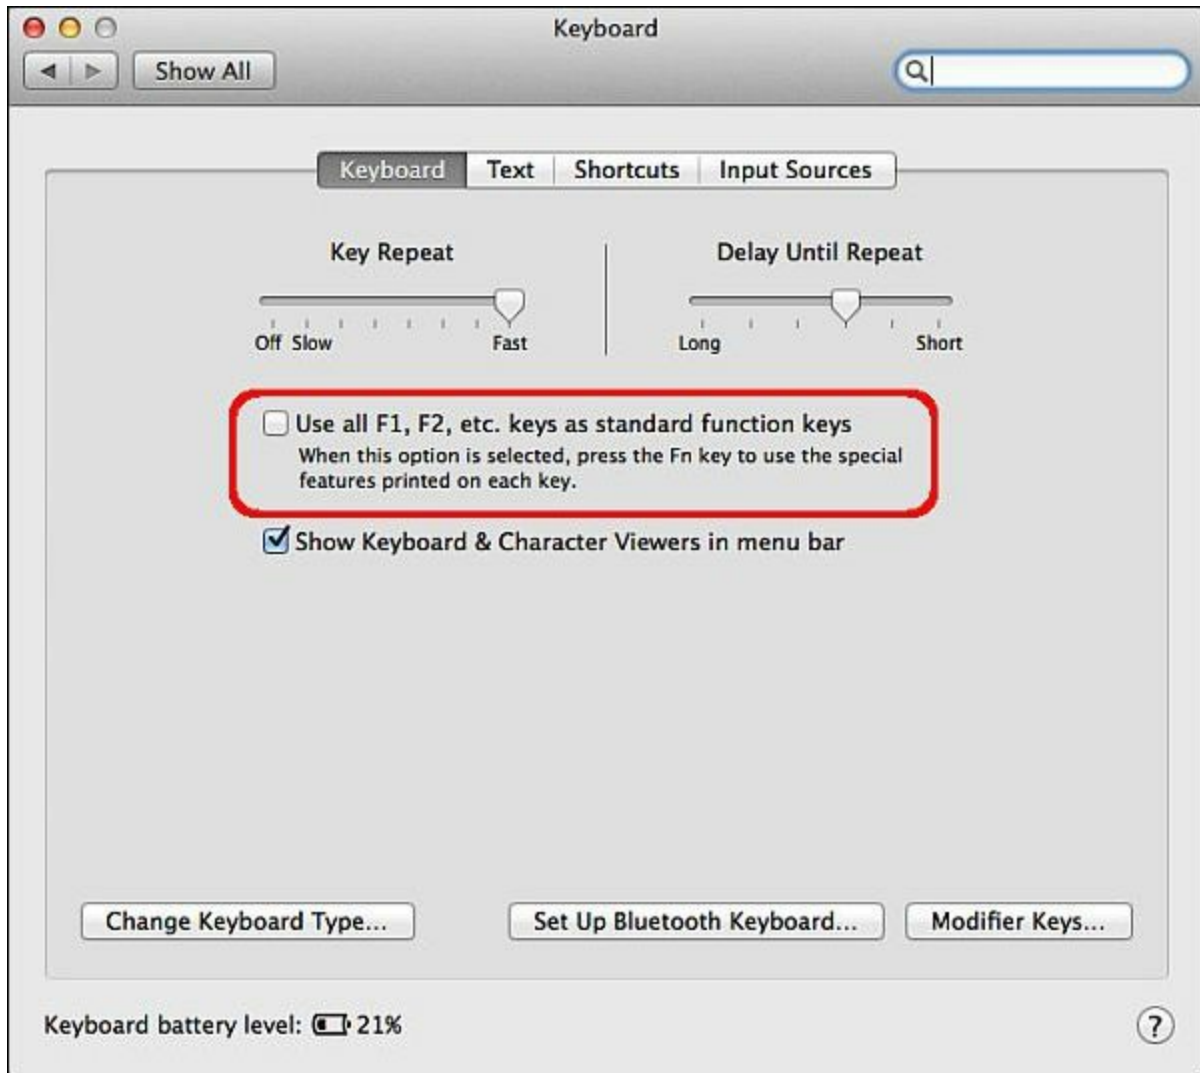 Keyboard
Show All
Keyboard Text Shortcuts Input Sources
Key Repeat Delay Until Repeat
Off Slow Fast Long Short
Use all F1, F2, etc. keys as standard function keys
When this option is selected, press the Fn key to use the special
features printed on each key.
Show Keyboard & Character Viewers in menu bar
Change Keyboard Type... Set Up Bluetooth Keyboard... Modifier Keys...
Keyboard battery level: 21% ?